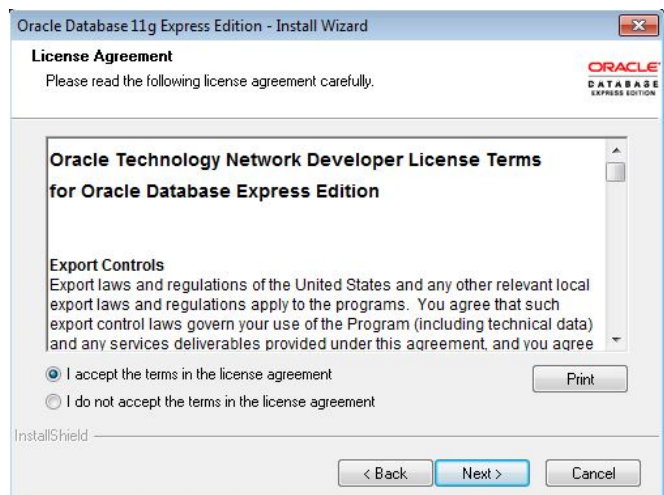 Oracle Database 11g Express Edition - Install Wizard
License Agreement
Please read the following license agreement carefully.
ORACLE
DATABASE
EXPRESS EDITION
Oracle Technology Network Developer License Terms
for Oracle Database Express Edition
Export Controls
Export laws and regulations of the United States and any other relevant local
export laws and regulations apply to the programs.  You agree that such
export control laws govern your use of the Program (including technical data)
and any services deliverables provided under this agreement, and you agree
I accept the terms in the license agreement
Print
I do not accept the terms in the license agreement
InstallShield
< Back
Next >
Cancel